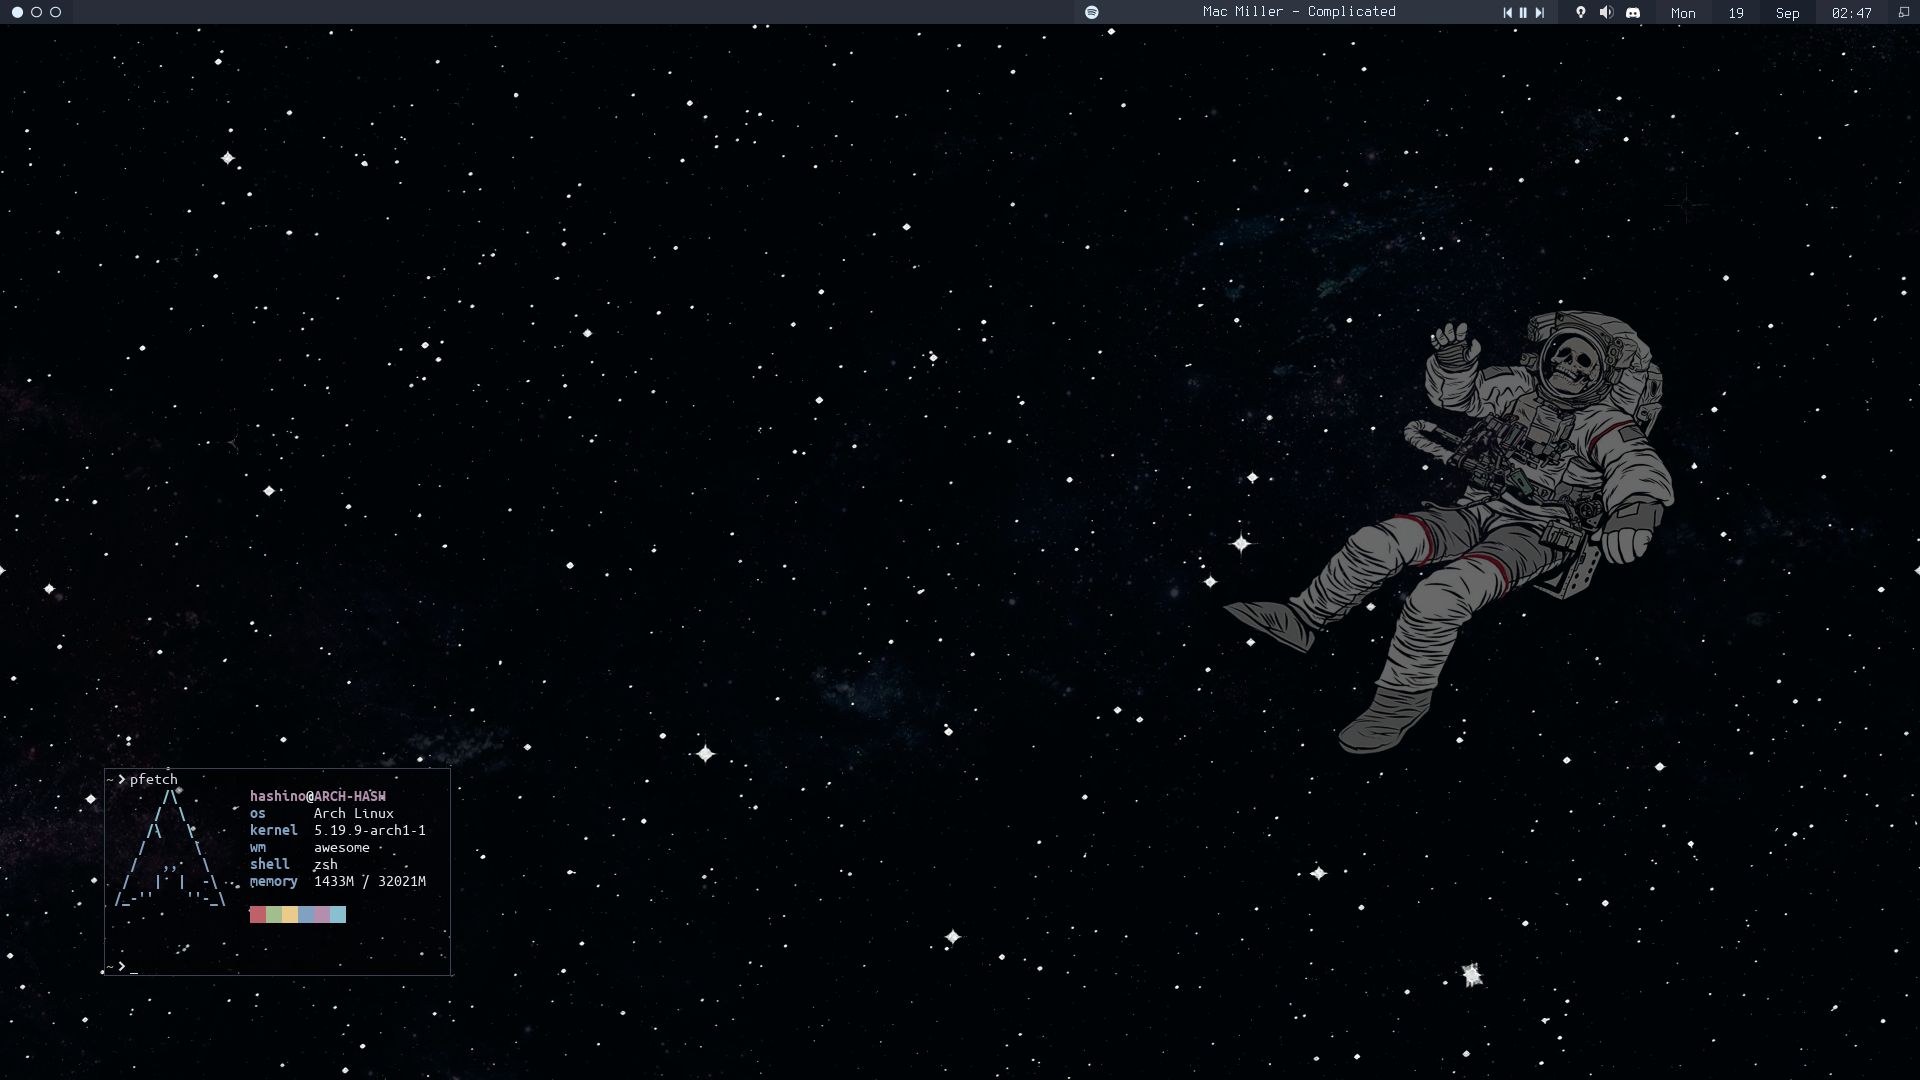 Mac Miller - Complicated
Mon 19 Sep 02:47
~ ❯ pfetch
hashino@ARCH-HASH
os Arch Linux
kernel 5.19.9-arch1-1
wm awesome
shell zsh
memory 1433M / 32021M
~ ❯ _